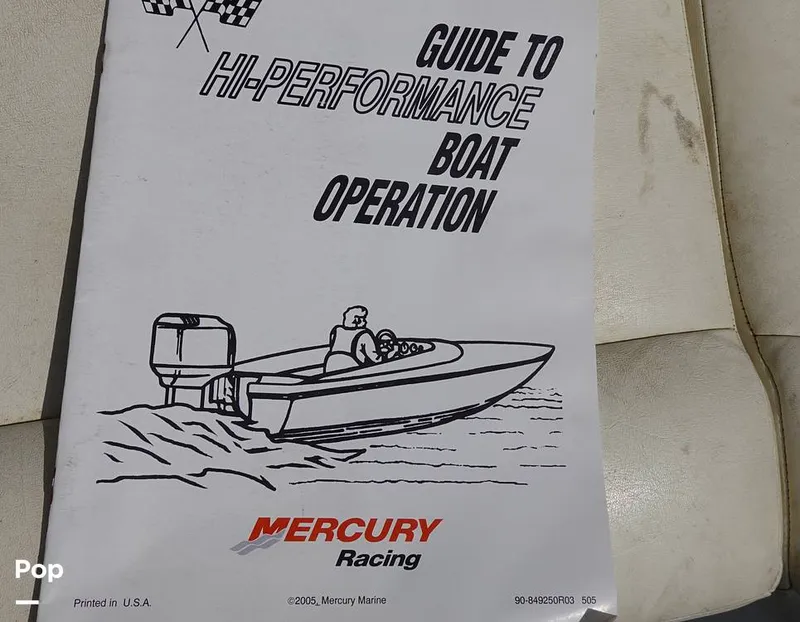 GUIDE TO
HI-PERFORMANCE
BOAT
OPERATION
MERCURY
Racing
Printed in U.S.A.
©2005, Mercury Marine
90-849250R03 505
Pop